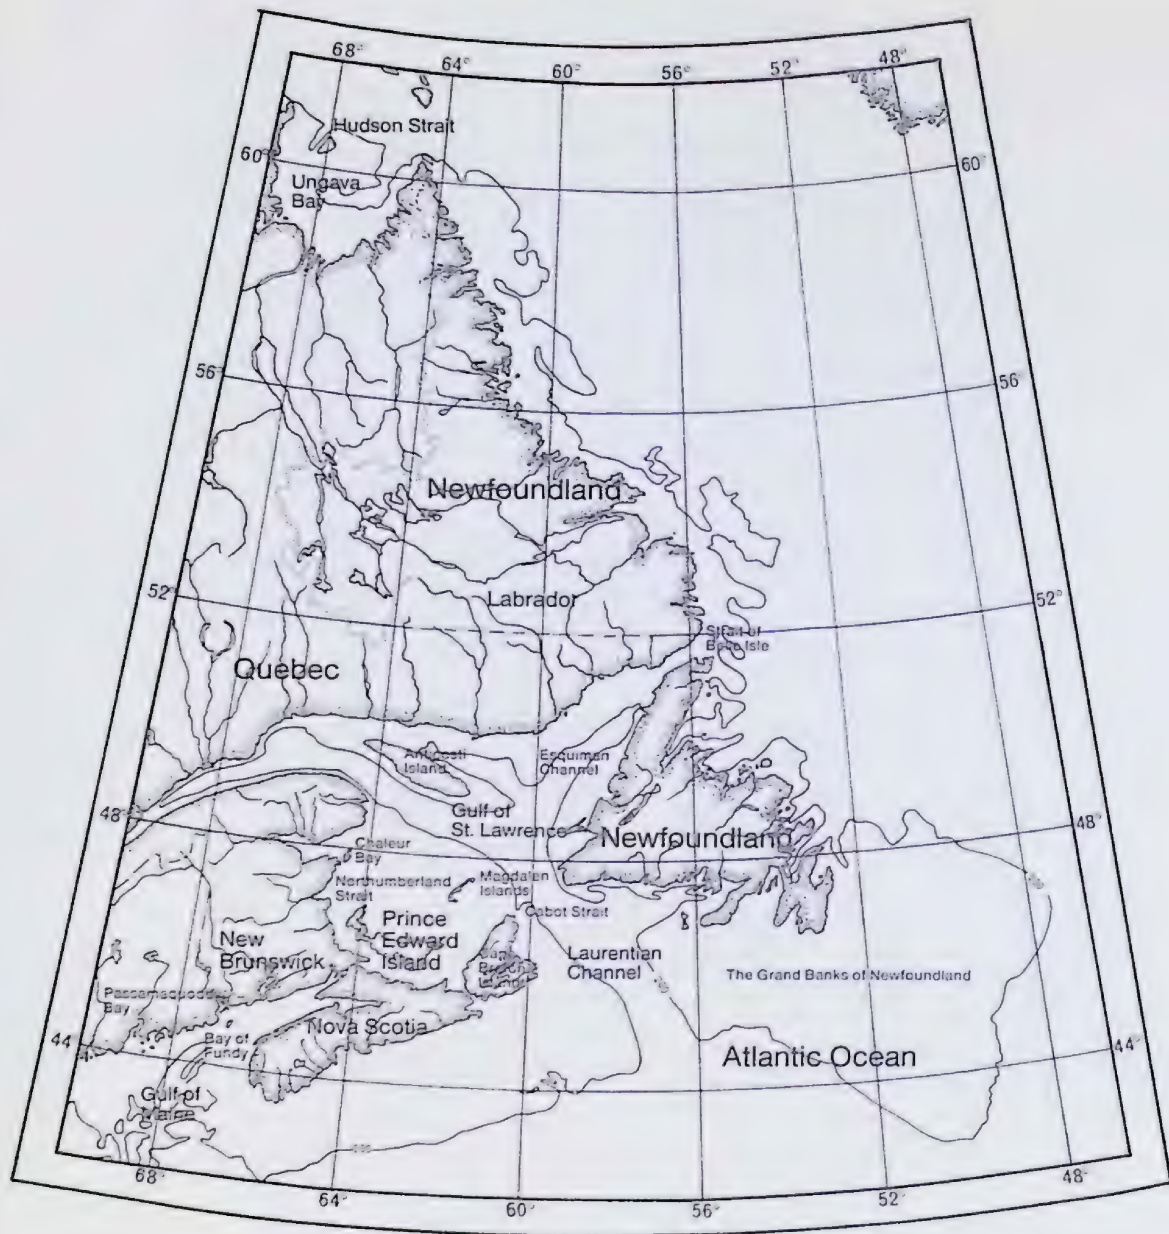 68° 64° 60° 56° 52° 48°
Hudson Strait
60° 60°
Ungava
Bay
56° 56°
Newfoundland
52° 52°
Labrador
Strait of
Belle Isle
Quebec
Anticosti
Island
Esquiman
Channel
Gulf of
St. Lawrence
48° 48°
Newfoundland
Chaleur
Bay
Northumberland
Strait
Magdalen
Islands
Cabot Strait
Prince
Edward
Island
New
Brunswick
Cape
Breton
Island
Laurentian
Channel
The Grand Banks of Newfoundland
Passamaquoddy
Bay
Nova Scotia
Bay of
Fundy
44° 44°
Atlantic Ocean
Gulf of
Maine
68° 64° 60° 56° 52° 48°